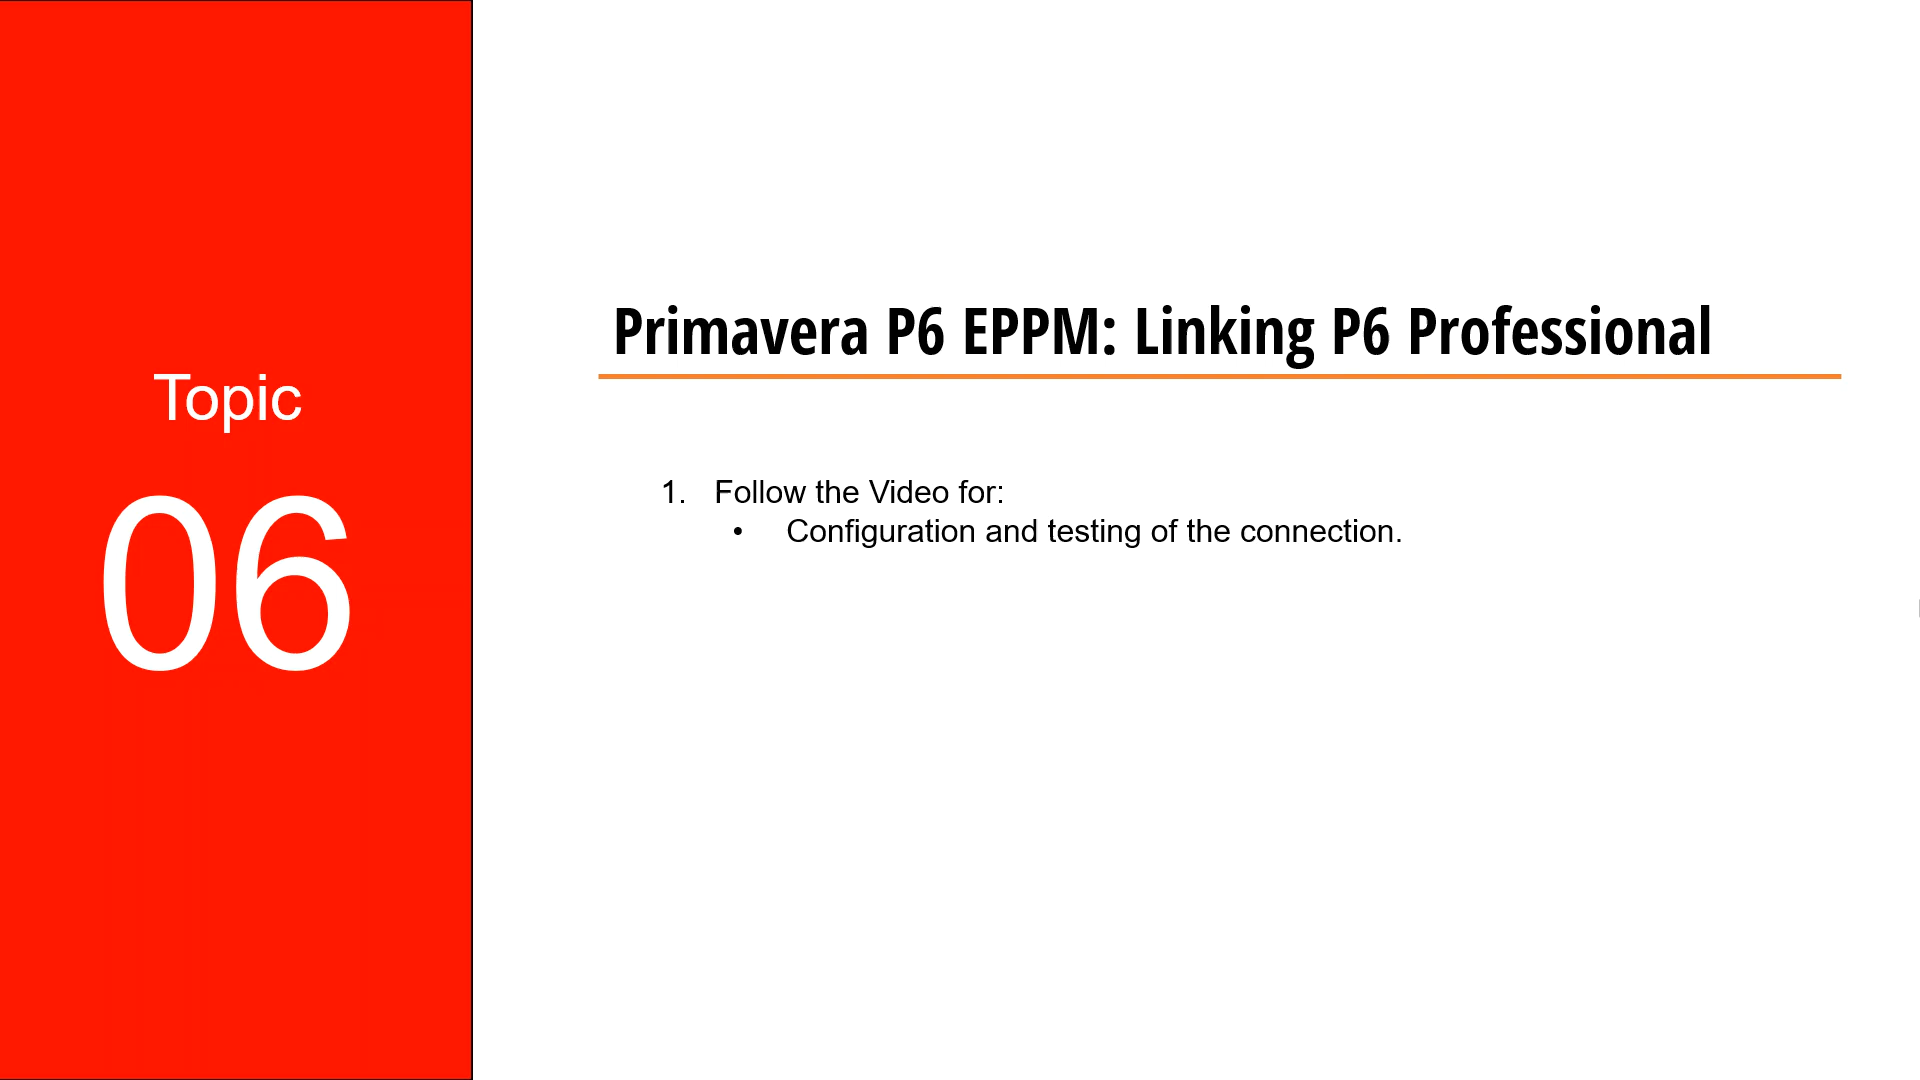 Topic
06
Primavera P6 EPPM: Linking P6 Professional
1. Follow the Video for:
• Configuration and testing of the connection.